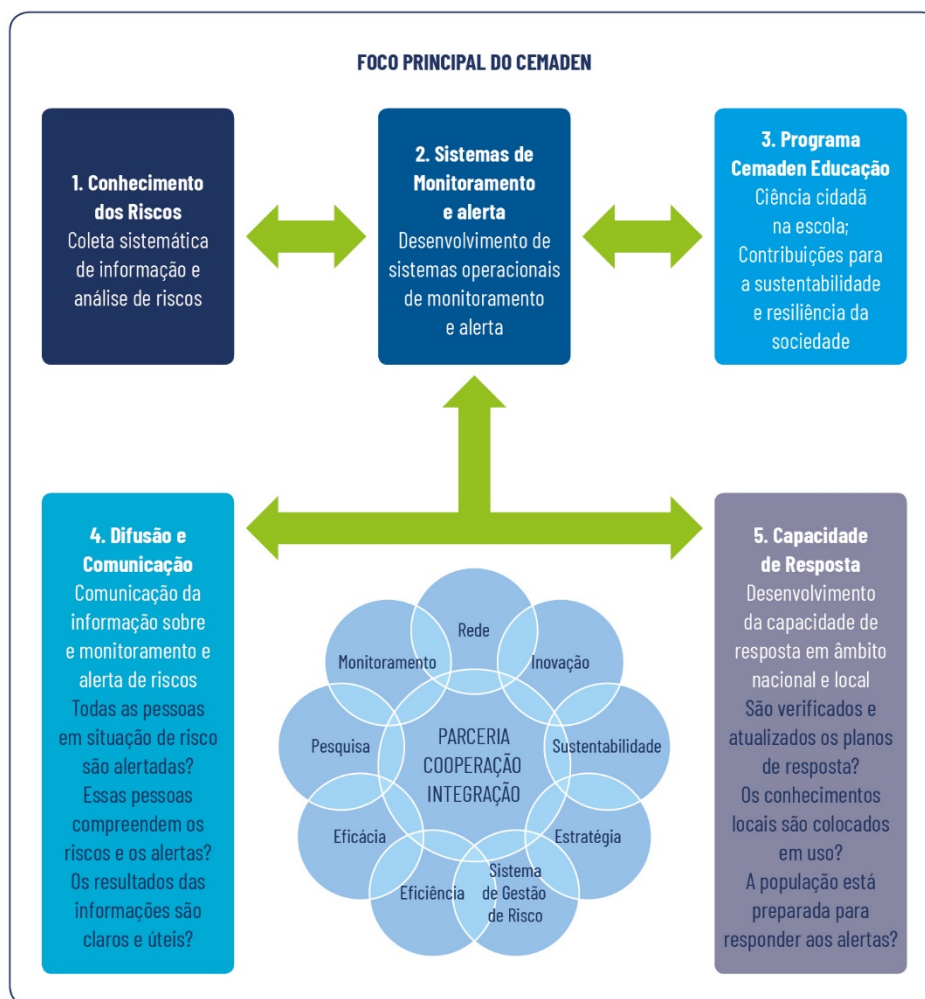 FOCO PRINCIPAL DO CEMADEN
1. Conhecimento
dos Riscos
Coleta sistemática
de informação e
análise de riscos
2. Sistemas de
Monitoramento
e alerta
Desenvolvimento de
sistemas operacionais
de monitoramento
e alerta
3. Programa
Cemaden Educação
Ciência cidadã
na escola;
Contribuições para
a sustentabilidade
e resiliência da
sociedade
4. Difusão e
Comunicação
Comunicação da
informação sobre
e monitoramento e
alerta de riscos
Todas as pessoas
em situação de risco
são alertadas?
Essas pessoas
compreendem os
riscos e os alertas?
Os resultados das
informações são
claros e úteis?
Rede
Inovação
Sustentabilidade
Estratégia
Sistema
de Gestão
de Risco
Eficiência
Eficácia
Pesquisa
Monitoramento
PARCERIA
COOPERAÇÃO
INTEGRAÇÃO
5. Capacidade
de Resposta
Desenvolvimento
da capacidade de
resposta em âmbito
nacional e local
São verificados e
atualizados os planos
de resposta?
Os conhecimentos
locais são colocados
em uso?
A população está
preparada para
responder aos alertas?